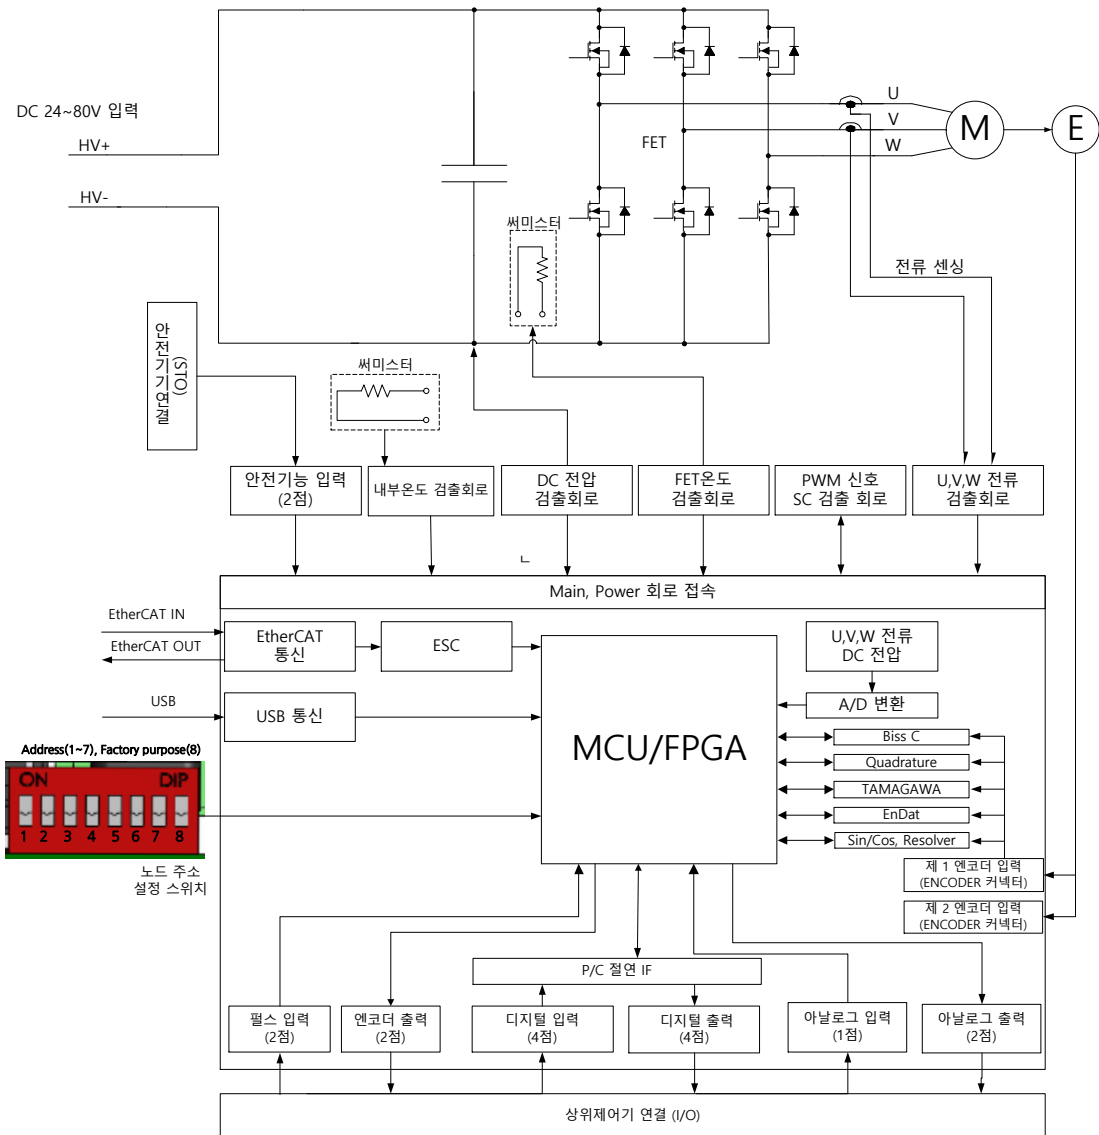 DC 24~80V 입력
HV+
HV-
FET
U
V
W
M
E
써미스터
전류 센싱
안전기기연결
(STO)
써미스터
안전기능 입력
(2점)
내부온도 검출회로
DC 전압
검출회로
FET온도
검출회로
PWM 신호
SC 검출 회로
U,V,W 전류
검출회로
ㄴ
Main, Power 회로 접속
EtherCAT IN
EtherCAT OUT
EtherCAT
통신
ESC
U,V,W 전류
DC 전압
USB
USB 통신
A/D 변환
MCU/FPGA
Biss C
Quadrature
TAMAGAWA
EnDat
Sin/Cos, Resolver
Address(1~7), Factory purpose(8)
ON DIP
1 2 3 4 5 6 7 8
노드 주소
설정 스위치
제 1 엔코더 입력
(ENCODER 커넥터)
제 2 엔코더 입력
(ENCODER 커넥터)
P/C 절연 IF
펄스 입력
(2점)
엔코더 출력
(2점)
디지털 입력
(4점)
디지털 출력
(4점)
아날로그 입력
(1점)
아날로그 출력
(2점)
상위제어기 연결 (I/O)